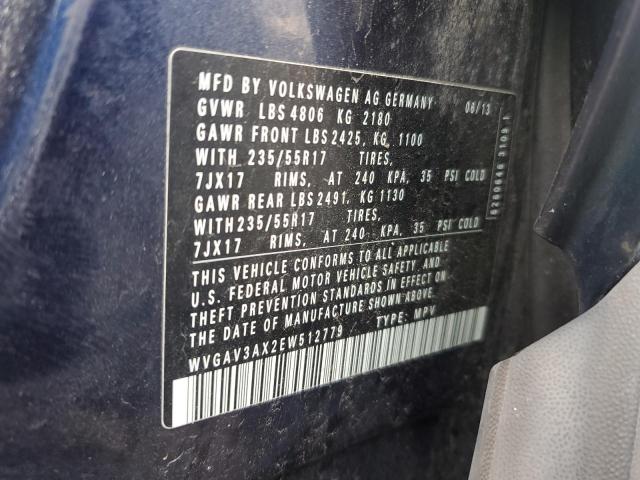 MFD BY VOLKSWAGEN AG GERMANY 06/13
GVWR LBS 4806 KG 2180
GAWR FRONT LBS 2425, KG 1100
WITH 235/55R17 TIRES,
7JX17 RIMS, AT 240 KPA, 35 PSI COLD
GAWR REAR LBS 2491, KG 1130
WITH 235/55R17 TIRES,
7JX17 RIMS, AT 240 KPA, 35 PSI COLD
THIS VEHICLE CONFORMS TO ALL APPLICABLE
U.S. FEDERAL MOTOR VEHICLE SAFETY, AND
THEFT PREVENTION STANDARDS IN EFFECT ON
THE DATE OF MANUFACTURE SHOWN ABOVE.
WVGAV3AX2EW512779 TYPE: MPV